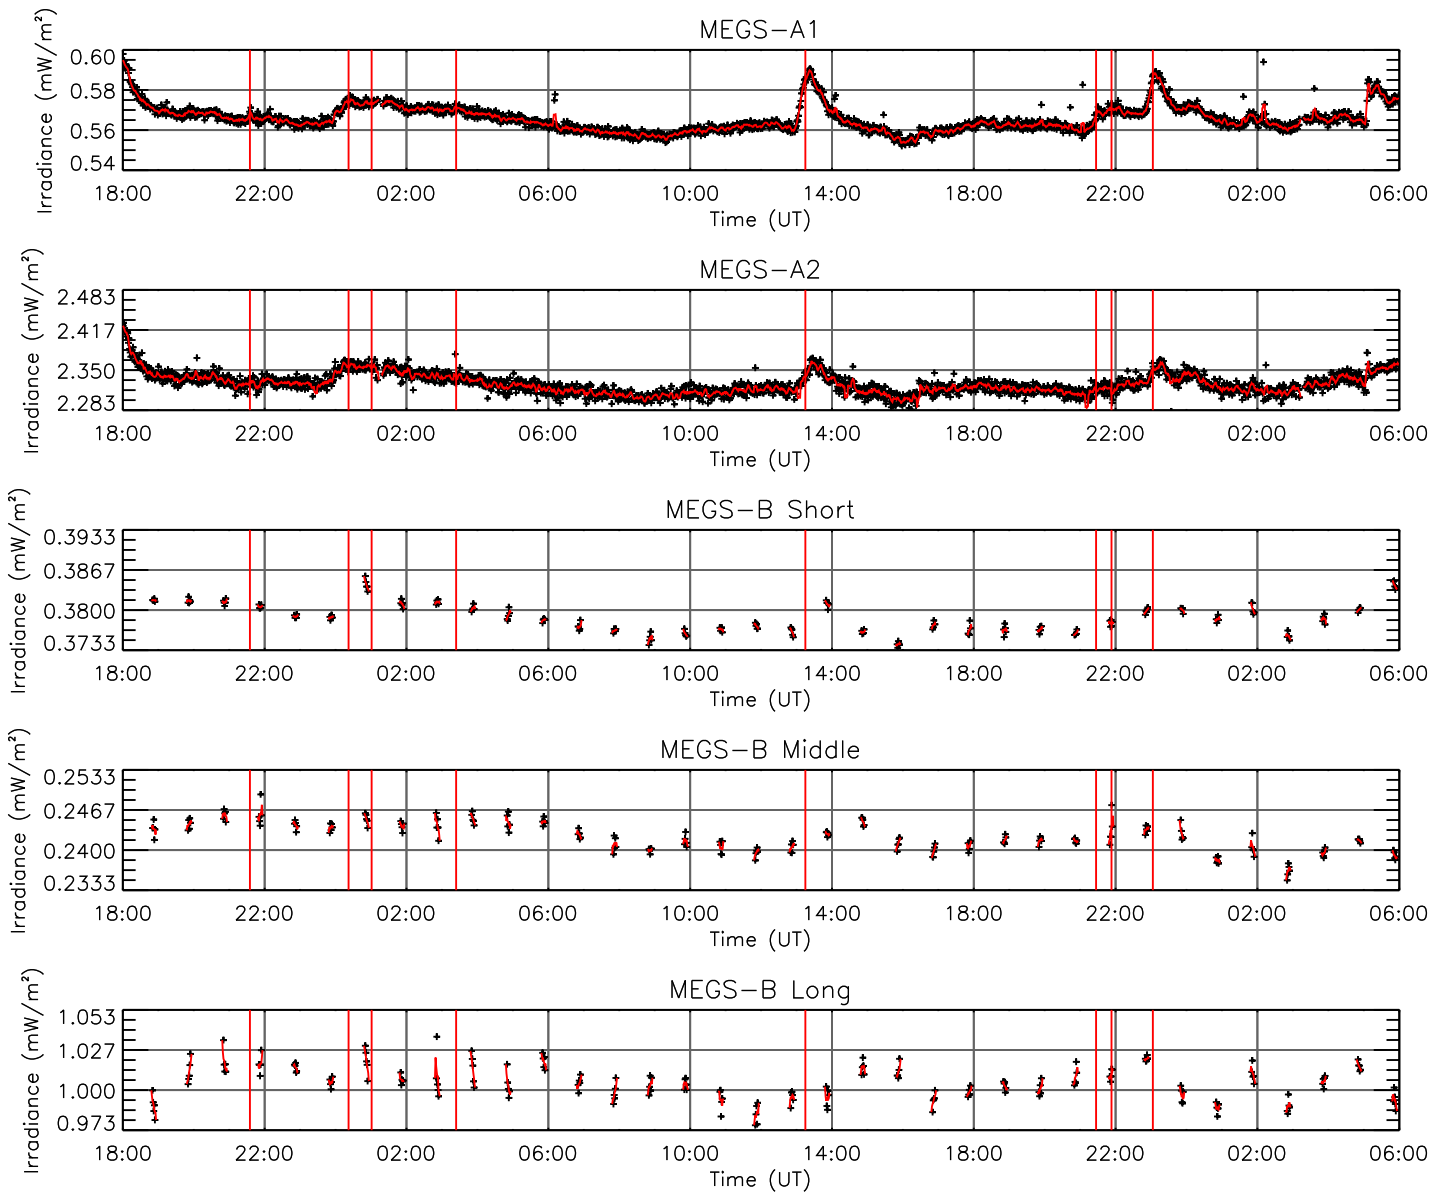 MEGS-A1
Irradiance (mW/m²)
0.60
0.58
0.56
0.54
18:00 22:00 02:00 06:00 10:00 14:00 18:00 22:00 02:00 06:00
Time (UT)
MEGS-A2
Irradiance (mW/m²)
2.483
2.417
2.350
2.283
18:00 22:00 02:00 06:00 10:00 14:00 18:00 22:00 02:00 06:00
Time (UT)
MEGS-B Short
Irradiance (mW/m²)
0.3933
0.3867
0.3800
0.3733
18:00 22:00 02:00 06:00 10:00 14:00 18:00 22:00 02:00 06:00
Time (UT)
MEGS-B Middle
Irradiance (mW/m²)
0.2533
0.2467
0.2400
0.2333
18:00 22:00 02:00 06:00 10:00 14:00 18:00 22:00 02:00 06:00
Time (UT)
MEGS-B Long
Irradiance (mW/m²)
1.053
1.027
1.000
0.973
18:00 22:00 02:00 06:00 10:00 14:00 18:00 22:00 02:00 06:00
Time (UT)